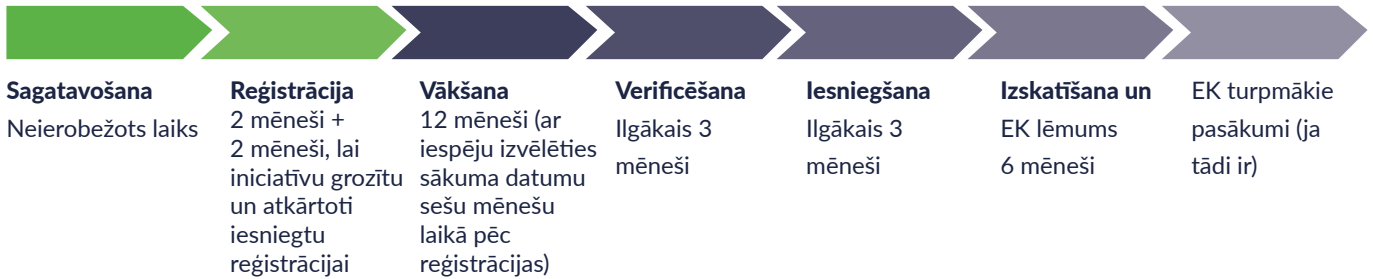 Sagatavošana
Neierobežots laiks
Reģistrācija
2 mēneši +
2 mēneši, lai
iniciatīvu grozītu
un atkārtoti
iesniegtu
reģistrācijai
Vākšana
12 mēneši (ar
iespēju izvēlēties
sākuma datumu
sešu mēnešu
laikā pēc
reģistrācijas)
Verificēšana
Ilgākais 3
mēneši
Iesniegšana
Ilgākais 3
mēneši
Izskatīšana un
EK lēmums
6 mēneši
EK turpmākie
pasākumi (ja
tādi ir)